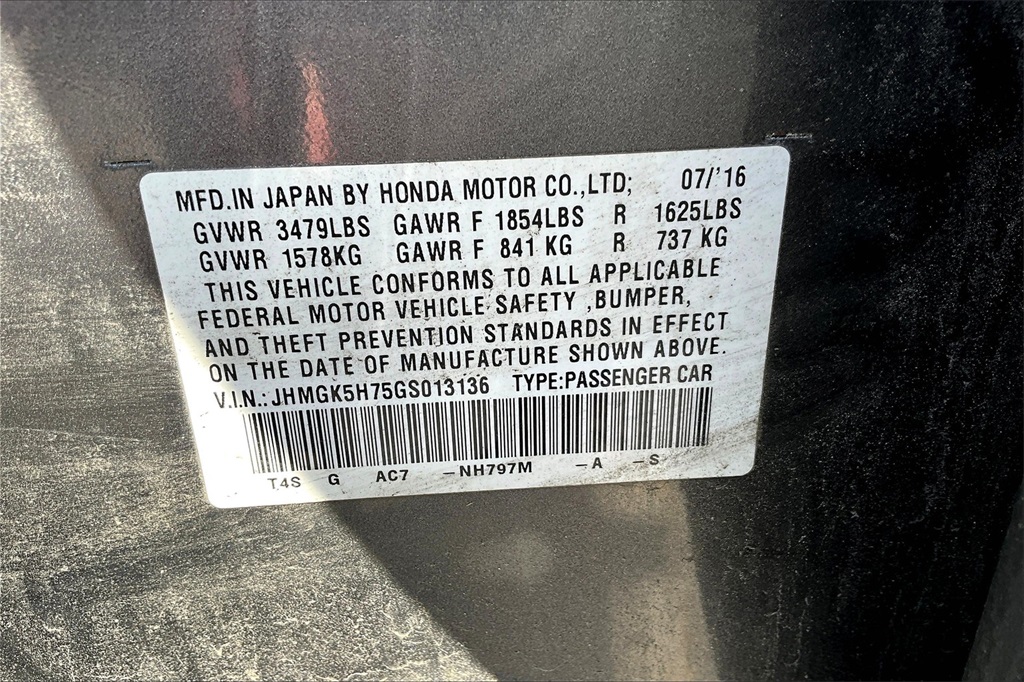 MFD.IN JAPAN BY HONDA MOTOR CO.,LTD; 07/'16
GVWR 3479LBS GAWR F 1854LBS R 1625LBS
GVWR 1578KG GAWR F 841 KG R 737 KG
THIS VEHICLE CONFORMS TO ALL APPLICABLE
FEDERAL MOTOR VEHICLE SAFETY ,BUMPER,
AND THEFT PREVENTION STANDARDS IN EFFECT
ON THE DATE OF MANUFACTURE SHOWN ABOVE.
V.I.N.: JHMGK5H75GS013136 TYPE:PASSENGER CAR
T4S G AC7 -NH797M -A -S